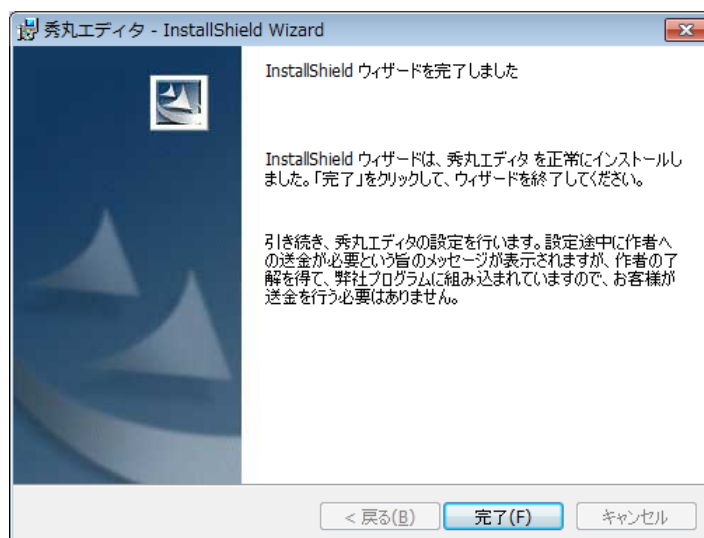 秀丸エディタ - InstallShield Wizard
InstallShield ウィザードを完了しました
InstallShield ウィザードは、秀丸エディタ を正常にインストールし
ました。「完了」をクリックして、ウィザードを終了してください。
引き続き、秀丸エディタの設定を行います。設定途中に作者へ
の送金が必要という旨のメッセージが表示されますが、作者の了
解を得て、弊社プログラムに組み込まれていますので、お客様が
送金を行う必要はありません。
< 戻る(B) 完了(F) キャンセル